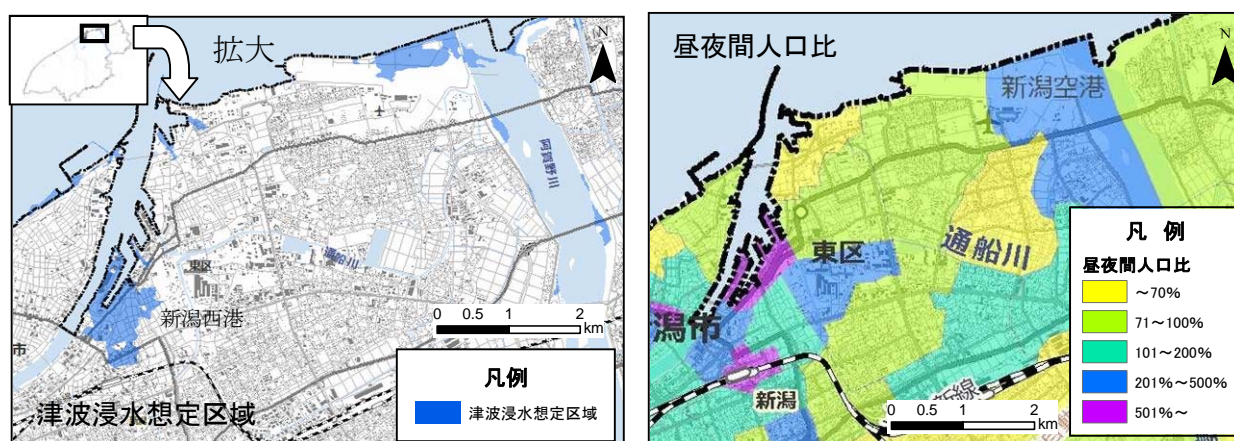 拡大
N
阿賀野川
通船川
東区
新潟西港
市
0 0.5 1 2
km
凡例
津波浸水想定区域
津波浸水想定区域
昼夜間人口比
N
新潟空港
東区
通船川
潟市
新潟
新線
0 0.5 1 2
km
凡 例
昼夜間人口比
～70%
71～100%
101～200%
201%～500%
501%～